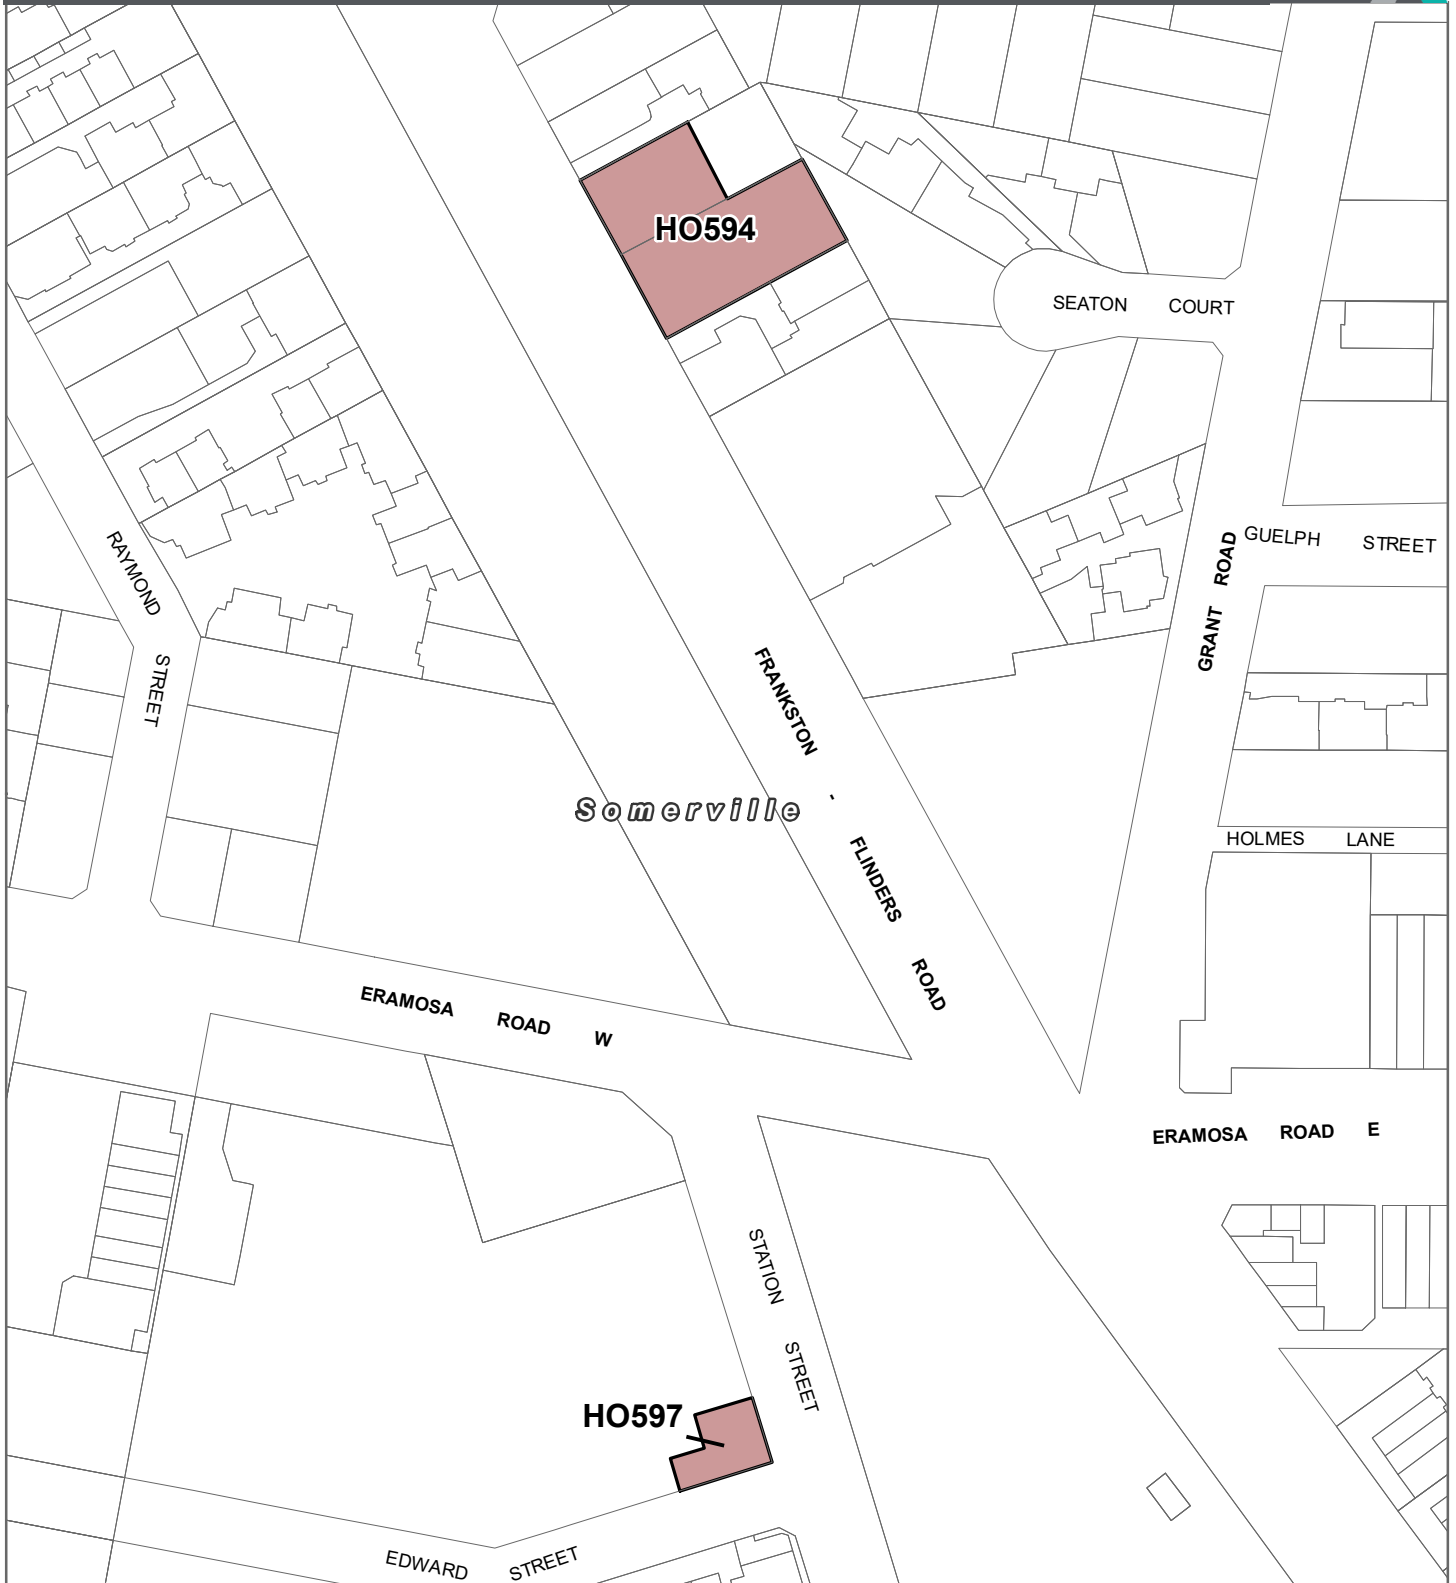 HO594
SEATON COURT
RAYMOND STREET
GUELPH STREET
GRANT ROAD
FRANKSTON - FLINDERS ROAD
Somerville
HOLMES LANE
ERAMOSA ROAD W
ERAMOSA ROAD E
STATION STREET
HO597
EDWARD STREET